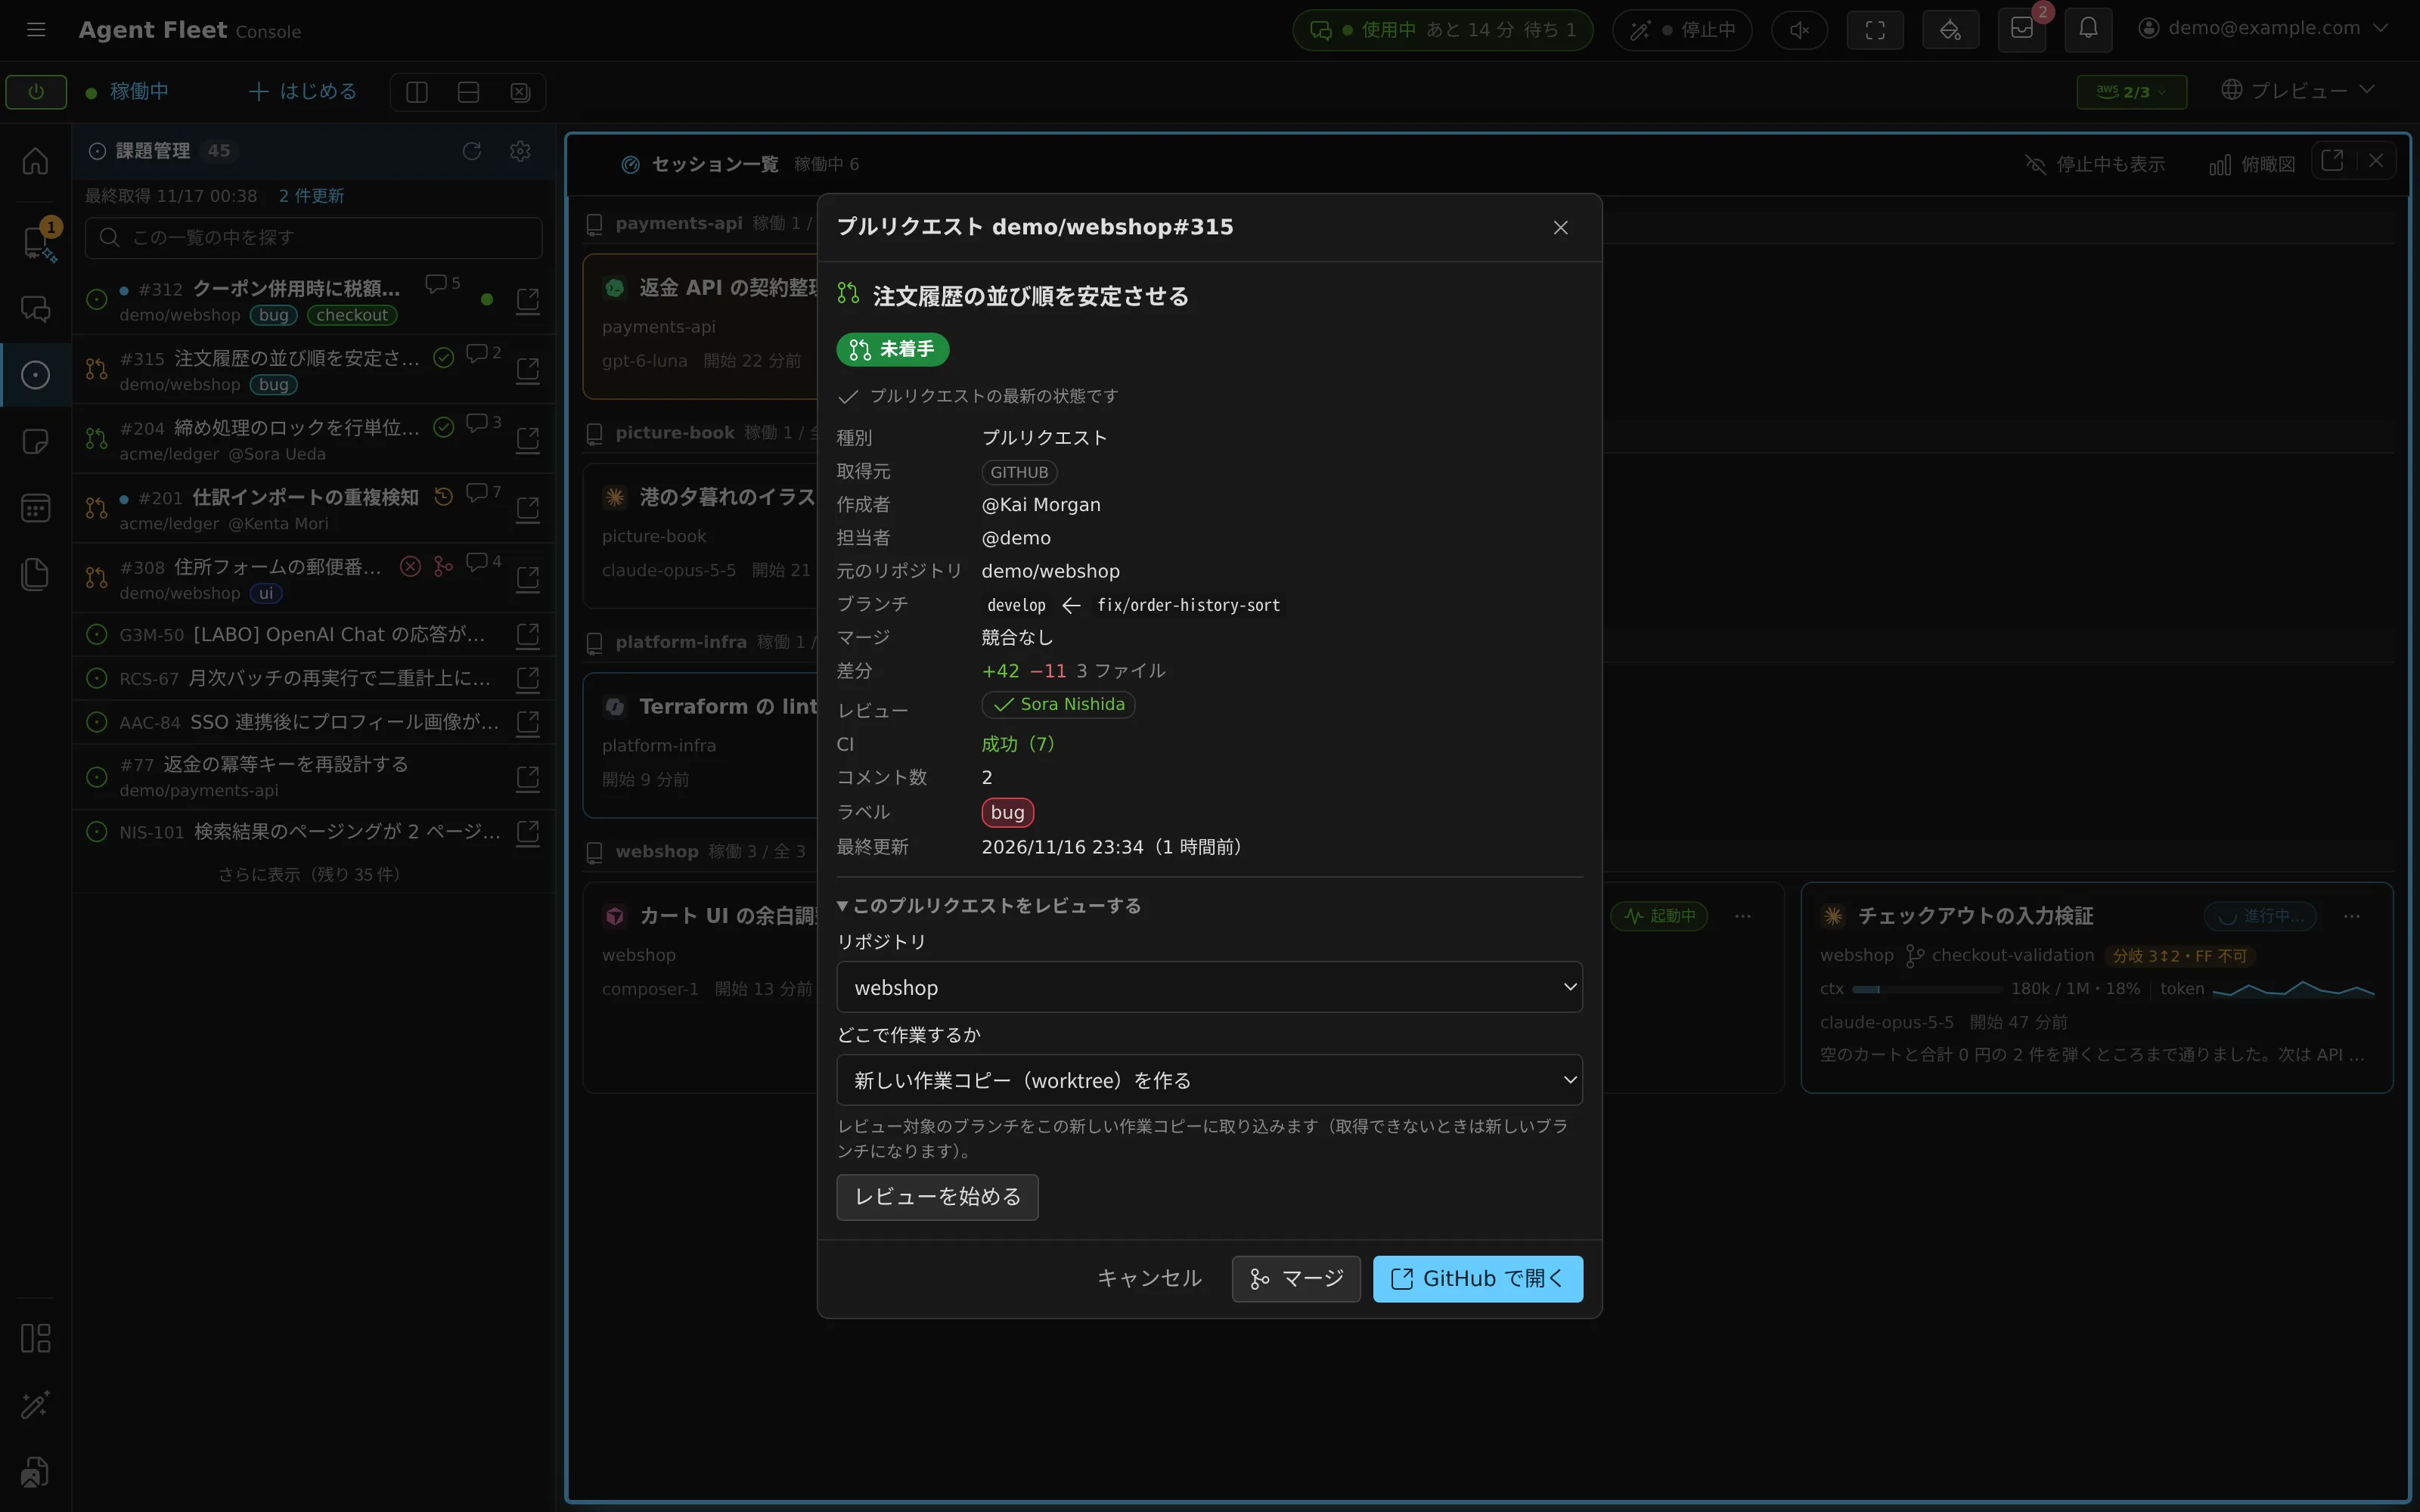 Agent Fleet Console
使用中 あと 14 分 待ち 1
停止中
2
demo@example.com
稼働中
はじめる
aws 2/3
プレビュー
課題管理 45
最終取得 11/17 00:38 2 件更新
この一覧の中を探す
1
#312 クーポン併用時に税額… 5
demo/webshop bug checkout
#315 注文履歴の並び順を安定さ… 2
demo/webshop bug
#204 締め処理のロックを行単位… 3
acme/ledger @Sora Ueda
#201 仕訳インポートの重複検知 7
acme/ledger @Kenta Mori
#308 住所フォームの郵便番… 4
demo/webshop ui
G3M-50 [LABO] OpenAI Chat の応答が…
RCS-67 月次バッチの再実行で二重計上に…
AAC-84 SSO 連携後にプロフィール画像が…
#77 返金の冪等キーを再設計する
demo/payments-api
NIS-101 検索結果のページングが 2 ページ…
さらに表示（残り 35 件）
セッション一覧 稼働中 6
停止中も表示
俯瞰図
payments-api 稼働 1 /
返金 API の契約整理
payments-api
gpt-6-luna 開始 22 分前
picture-book 稼働 1 / 全
港の夕暮れのイラス
picture-book
claude-opus-5-5 開始 21
platform-infra 稼働 1 /
Terraform の lint
platform-infra
開始 9 分前
webshop 稼働 3 / 全 3
カート UI の余白調整
webshop
composer-1 開始 13 分前
起動中
チェックアウトの入力検証
進行中…
webshop checkout-validation 分岐 3↕2・FF 不可
ctx 180k / 1M・18% token
claude-opus-5-5 開始 47 分前
空のカートと合計 0 円の 2 件を弾くところまで通りました。次は API …
プルリクエスト demo/webshop#315
注文履歴の並び順を安定させる
未着手
プルリクエストの最新の状態です
種別 プルリクエスト
取得元 GITHUB
作成者 @Kai Morgan
担当者 @demo
元のリポジトリ demo/webshop
ブランチ develop ← fix/order-history-sort
マージ 競合なし
差分 +42 −11 3 ファイル
レビュー Sora Nishida
CI 成功（7）
コメント数 2
ラベル bug
最終更新 2026/11/16 23:34（1 時間前）
▼このプルリクエストをレビューする
リポジトリ
webshop
どこで作業するか
新しい作業コピー（worktree）を作る
レビュー対象のブランチをこの新しい作業コピーに取り込みます（取得できないときは新しいブラ
ンチになります）。
レビューを始める
キャンセル
マージ
GitHub で開く